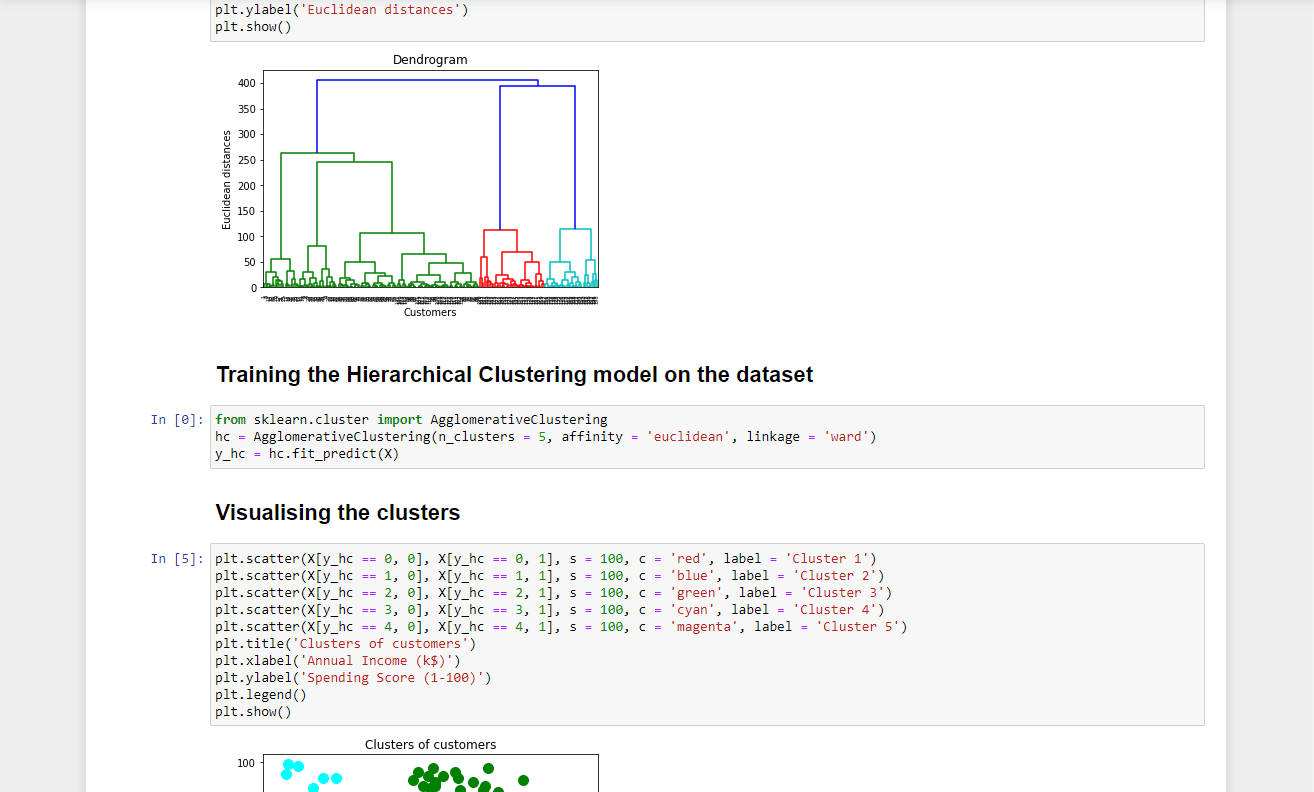 plt.ylabel('Euclidean distances')
plt.show()
Dendrogram
400
350
300
250
200
150
100
50
0
Euclidean distances
Customers
Training the Hierarchical Clustering model on the dataset
In [0]: from sklearn.cluster import AgglomerativeClustering
hc = AgglomerativeClustering(n_clusters = 5, affinity = 'euclidean', linkage = 'ward')
y_hc = hc.fit_predict(X)
Visualising the clusters
In [5]: plt.scatter(X[y_hc == 0, 0], X[y_hc == 0, 1], s = 100, c = 'red', label = 'Cluster 1')
plt.scatter(X[y_hc == 1, 0], X[y_hc == 1, 1], s = 100, c = 'blue', label = 'Cluster 2')
plt.scatter(X[y_hc == 2, 0], X[y_hc == 2, 1], s = 100, c = 'green', label = 'Cluster 3')
plt.scatter(X[y_hc == 3, 0], X[y_hc == 3, 1], s = 100, c = 'cyan', label = 'Cluster 4')
plt.scatter(X[y_hc == 4, 0], X[y_hc == 4, 1], s = 100, c = 'magenta', label = 'Cluster 5')
plt.title('Clusters of customers')
plt.xlabel('Annual Income (k$)')
plt.ylabel('Spending Score (1-100)')
plt.legend()
plt.show()
Clusters of customers
100